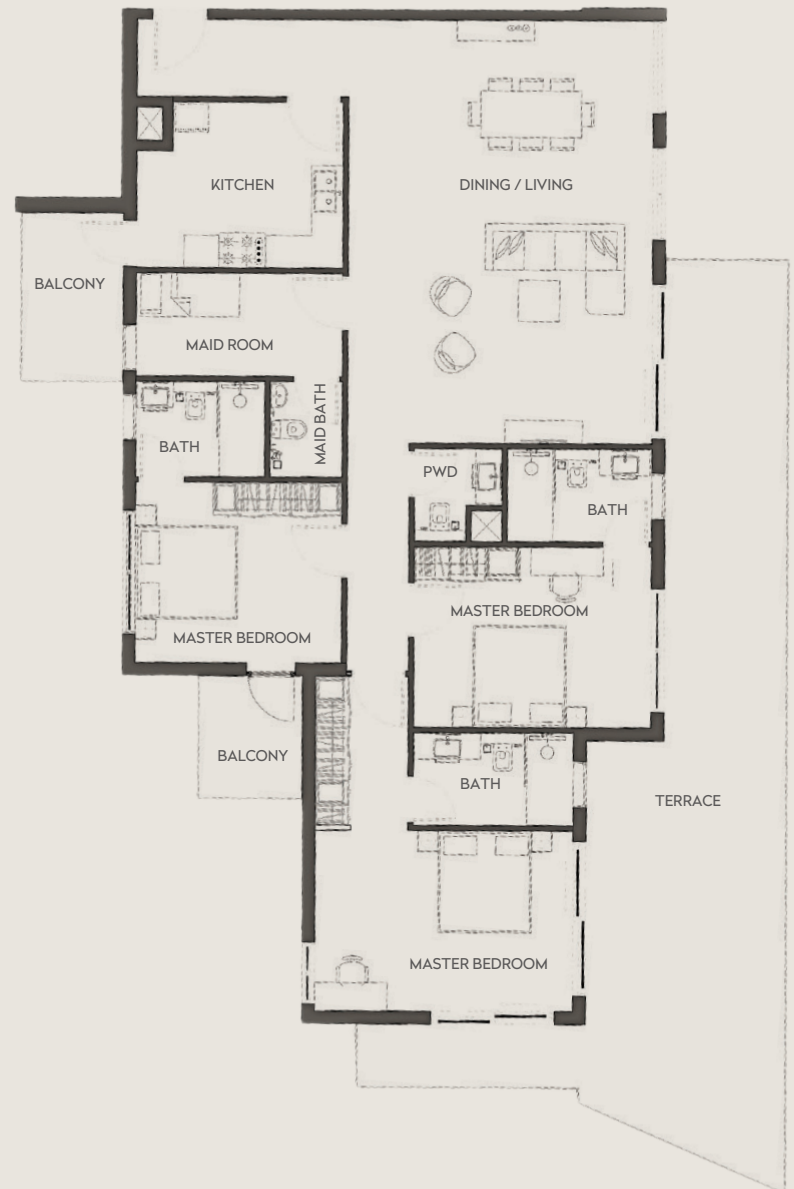 KITCHEN
DINING / LIVING
BALCONY
MAID ROOM
MAID BATH
BATH
PWD
BATH
MASTER BEDROOM
MASTER BEDROOM
BALCONY
BATH
TERRACE
MASTER BEDROOM